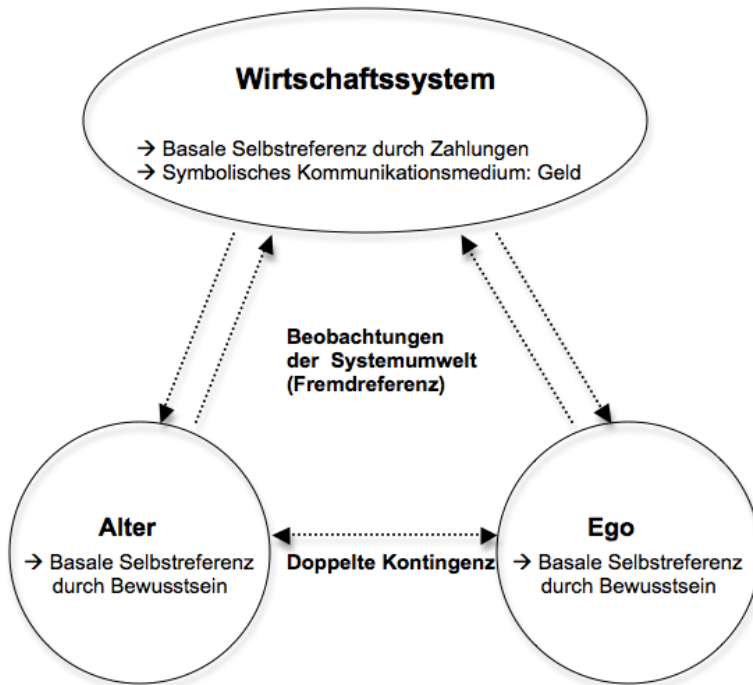 Wirtschaftssystem
→ Basale Selbstreferenz durch Zahlungen
→ Symbolisches Kommunikationsmedium: Geld
Beobachtungen
der Systemumwelt
(Fremdreferenz)
Alter
→ Basale Selbstreferenz
durch Bewusstsein
Doppelte Kontingenz
Ego
→ Basale Selbstreferenz
durch Bewusstsein